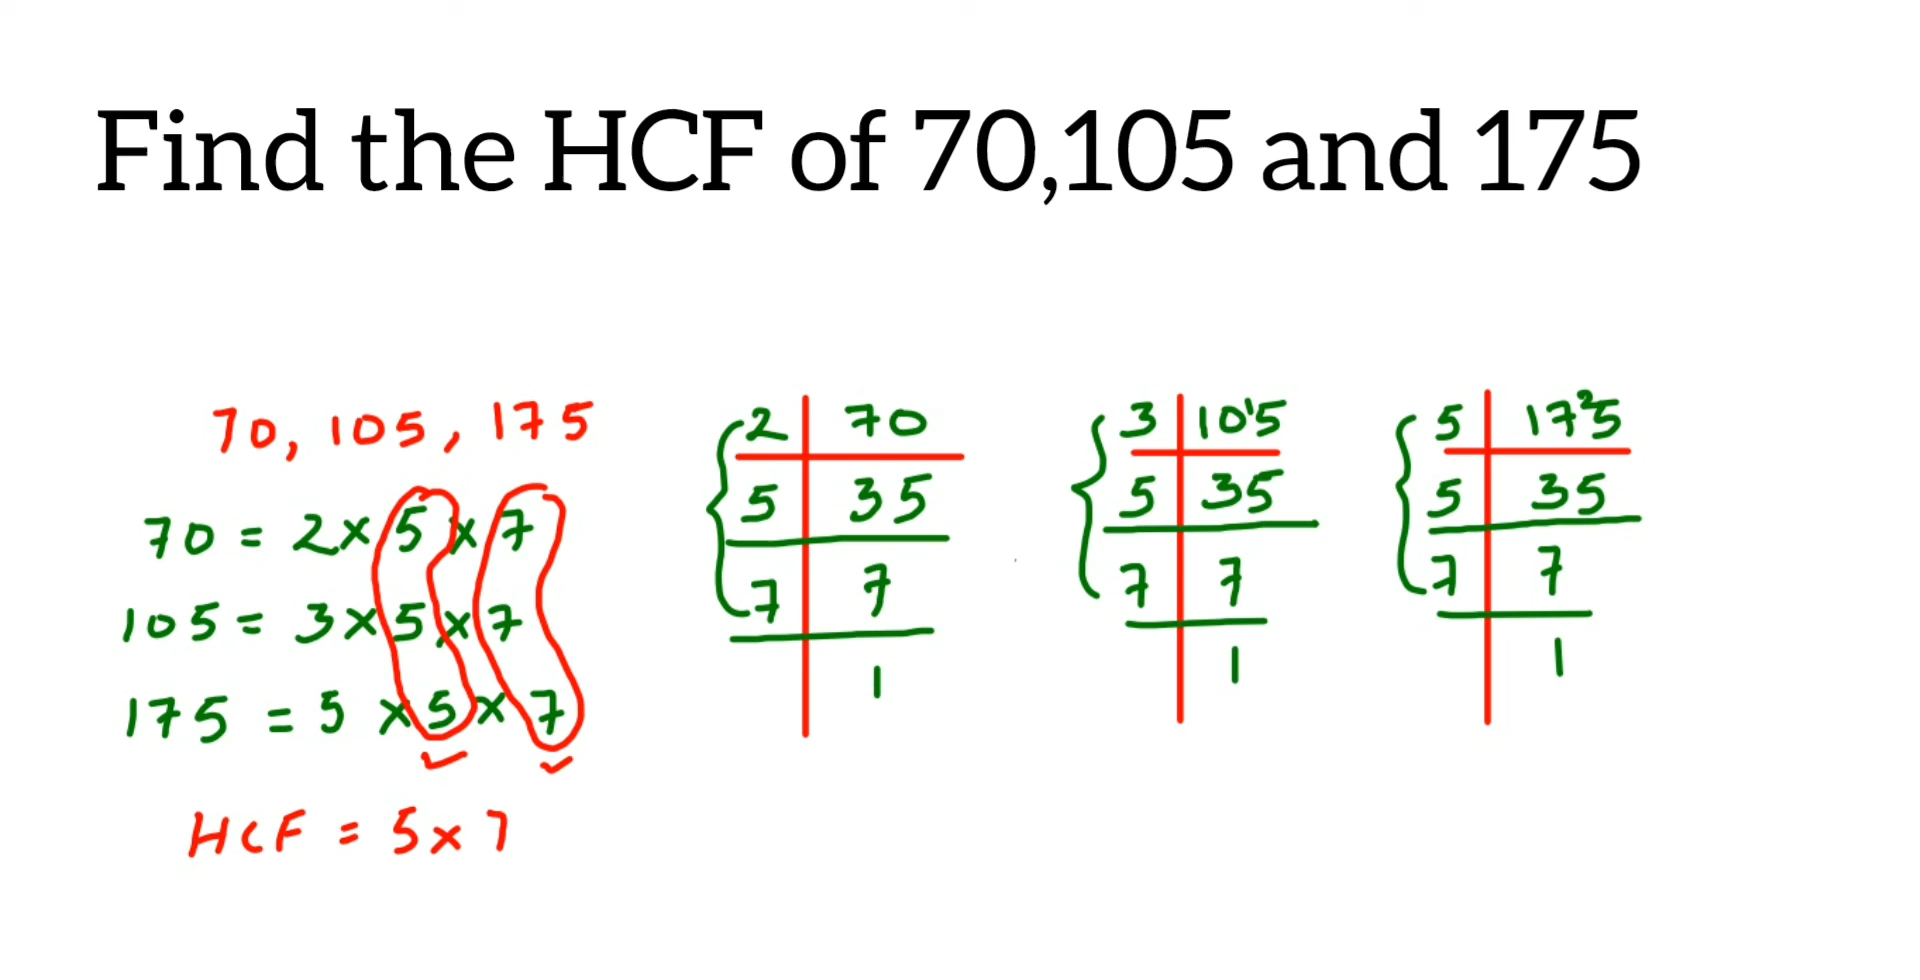 Find the HCF of 70,105 and 175
70, 105, 175
70 = 2 × 5 × 7
105 = 3 × 5 × 7
175 = 5 × 5 × 7
HCF = 5 × 7
2 70
5 35
7 7
1
3 10¹5
5 35
7 7
1
5 17²5
5 35
7 7
1